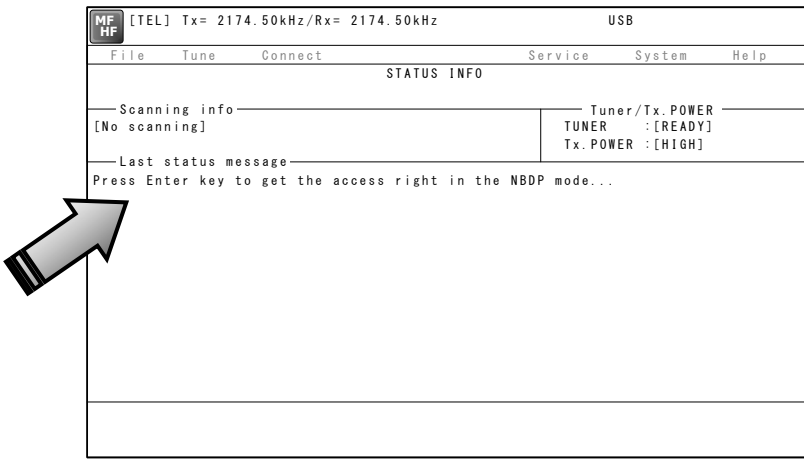 MF HF [TEL] Tx= 2174.50kHz/Rx= 2174.50kHz USB
File Tune Connect Service System Help
STATUS INFO
Scanning info Tuner/Tx.POWER
[No scanning] TUNER :[READY]
Tx.POWER :[HIGH]
Last status message
Press Enter key to get the access right in the NBDP mode...